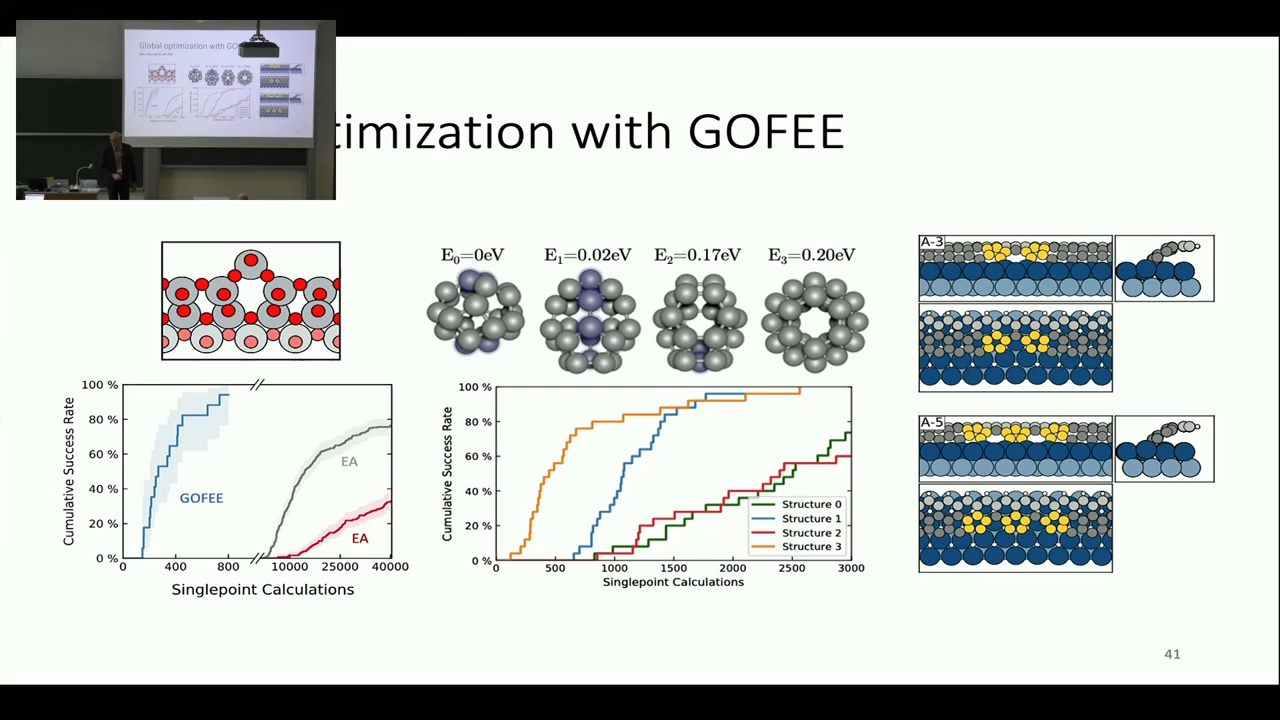 timization with GOFEE
Global optimization with GO
E₀=0eV
E₁=0.02eV
E₂=0.17eV
E₃=0.20eV
A-3
A-5
100 %
80 %
60 %
40 %
20 %
0 %
Cumulative Success Rate
GOFEE
EA
EA
0
400
800
10000
25000
40000
Singlepoint Calculations
100 %
80 %
60 %
40 %
20 %
0 %
Cumulative Success Rate
Structure 0
Structure 1
Structure 2
Structure 3
0
500
1000
1500
2000
2500
3000
Singlepoint Calculations
41